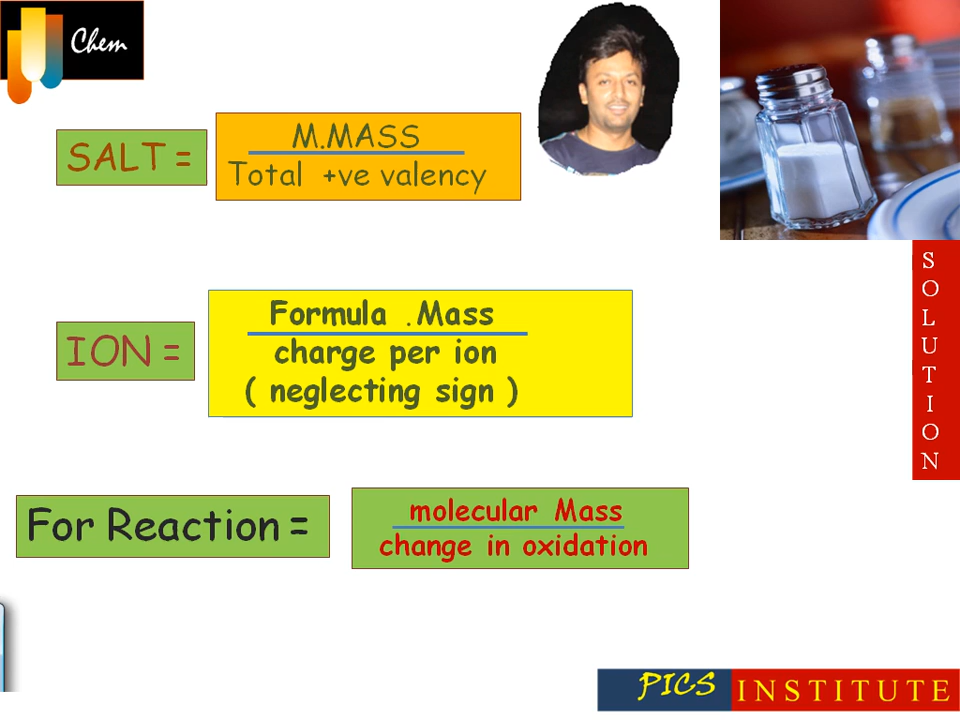 Chem
SALT =
M.MASS
Total +ve valency
ION =
Formula .Mass
charge per ion
( neglecting sign )
For Reaction =
molecular Mass
change in oxidation
SOLUTION
PICS INSTITUTE